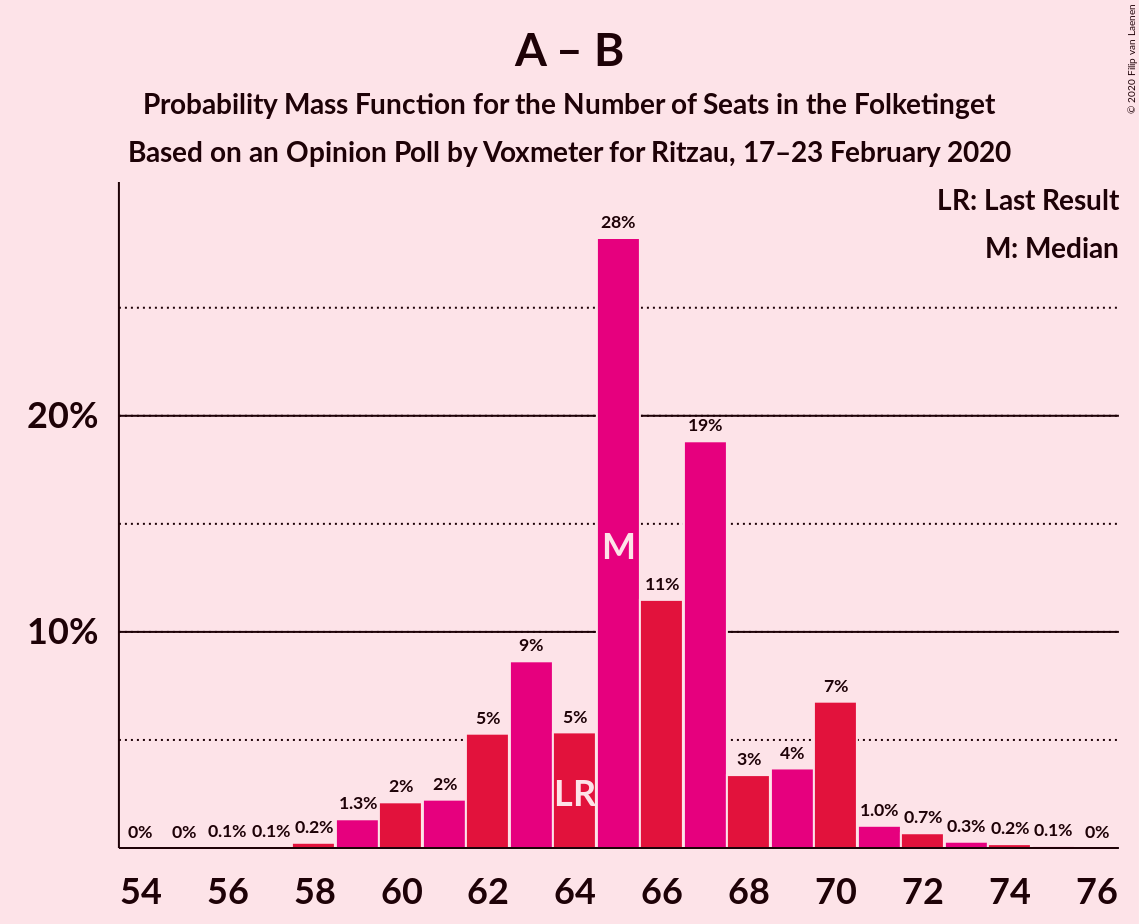 A – B
Probability Mass Function for the Number of Seats in the Folketinget
Based on an Opinion Poll by Voxmeter for Ritzau, 17–23 February 2020
© 2020 Filip van Laenen
LR: Last Result
M: Median
20%
10%
0%
0%
0.1%
0.1%
0.2%
1.3%
2%
2%
5%
9%
5%
28%
11%
19%
3%
4%
7%
1.0%
0.7%
0.3%
0.2%
0.1%
0%
LR
M
54 56 58 60 62 64 66 68 70 72 74 76